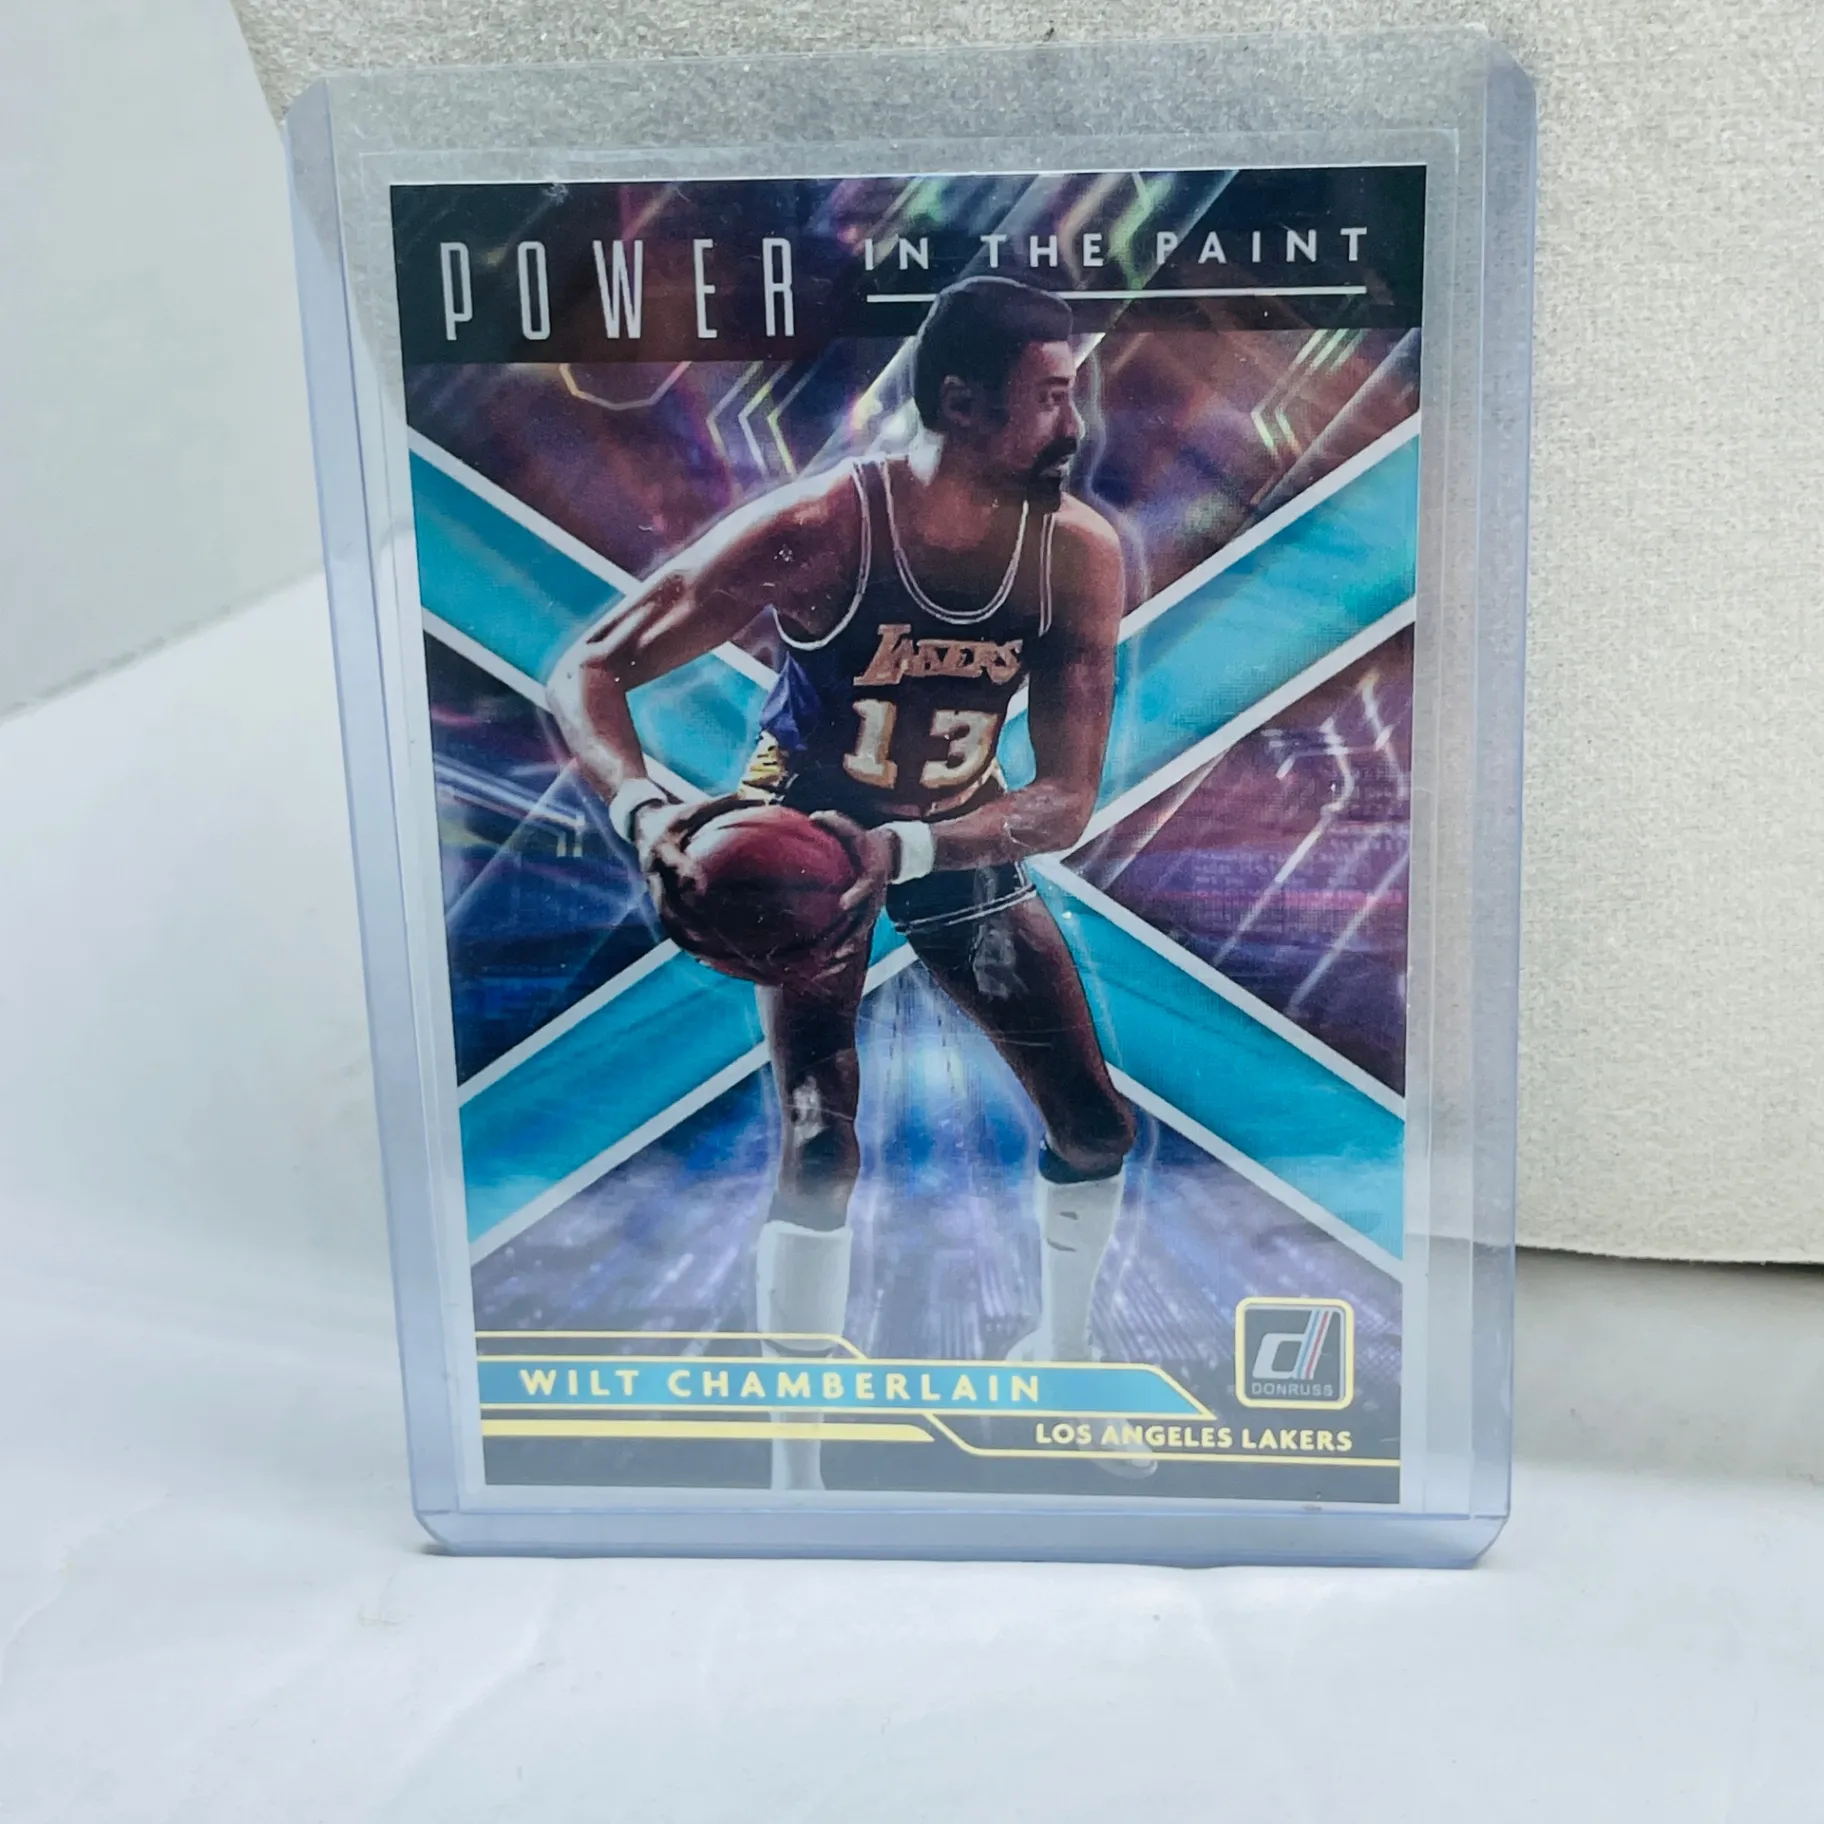 POWER IN THE PAINT
LAKERS
13
WILT CHAMBERLAIN
d
DONRUSS
LOS ANGELES LAKERS